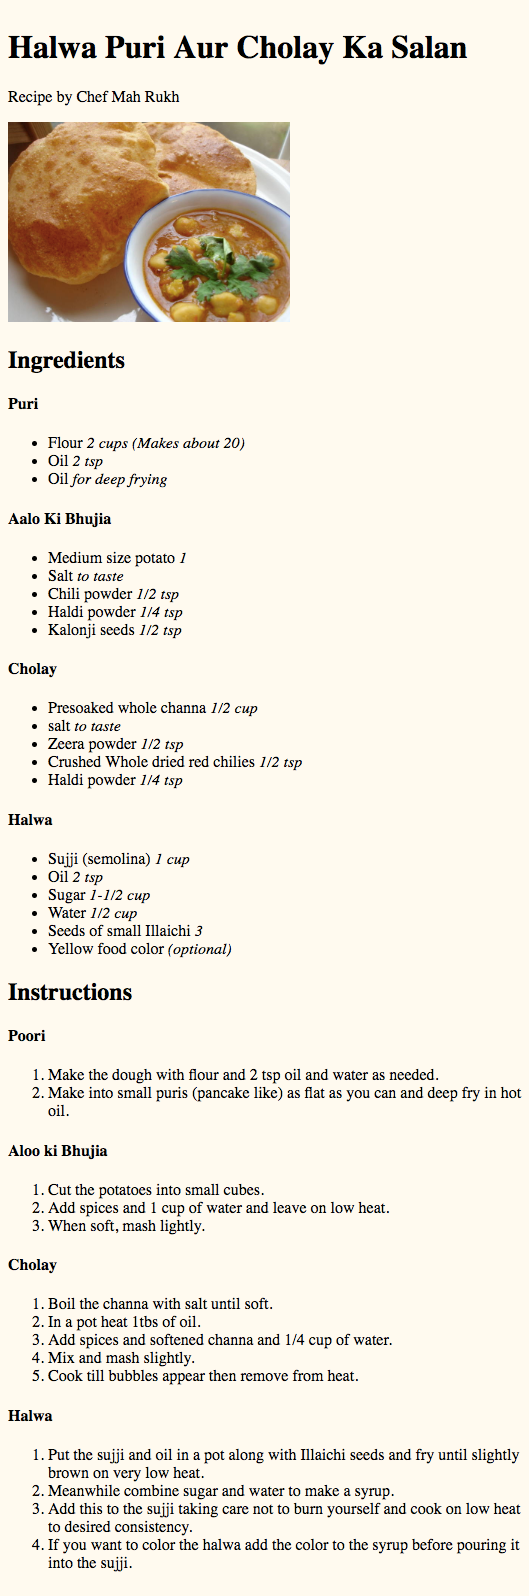 Halwa Puri Aur Cholay Ka Salan
Recipe by Chef Mah Rukh
Ingredients
Puri
• Flour 2 cups (Makes about 20)
• Oil 2 tsp
• Oil for deep frying
Aalo Ki Bhujia
• Medium size potato 1
• Salt to taste
• Chili powder 1/2 tsp
• Haldi powder 1/4 tsp
• Kalonji seeds 1/2 tsp
Cholay
• Presoaked whole channa 1/2 cup
• salt to taste
• Zeera powder 1/2 tsp
• Crushed Whole dried red chilies 1/2 tsp
• Haldi powder 1/4 tsp
Halwa
• Sujji (semolina) 1 cup
• Oil 2 tsp
• Sugar 1-1/2 cup
• Water 1/2 cup
• Seeds of small Illaichi 3
• Yellow food color (optional)
Instructions
Poori
1. Make the dough with flour and 2 tsp oil and water as needed.
2. Make into small puris (pancake like) as flat as you can and deep fry in hot
oil.
Aloo ki Bhujia
1. Cut the potatoes into small cubes.
2. Add spices and 1 cup of water and leave on low heat.
3. When soft, mash lightly.
Cholay
1. Boil the channa with salt until soft.
2. In a pot heat 1tbs of oil.
3. Add spices and softened channa and 1/4 cup of water.
4. Mix and mash slightly.
5. Cook till bubbles appear then remove from heat.
Halwa
1. Put the sujji and oil in a pot along with Illaichi seeds and fry until slightly
brown on very low heat.
2. Meanwhile combine sugar and water to make a syrup.
3. Add this to the sujji taking care not to burn yourself and cook on low heat
to desired consistency.
4. If you want to color the halwa add the color to the syrup before pouring it
into the sujji.